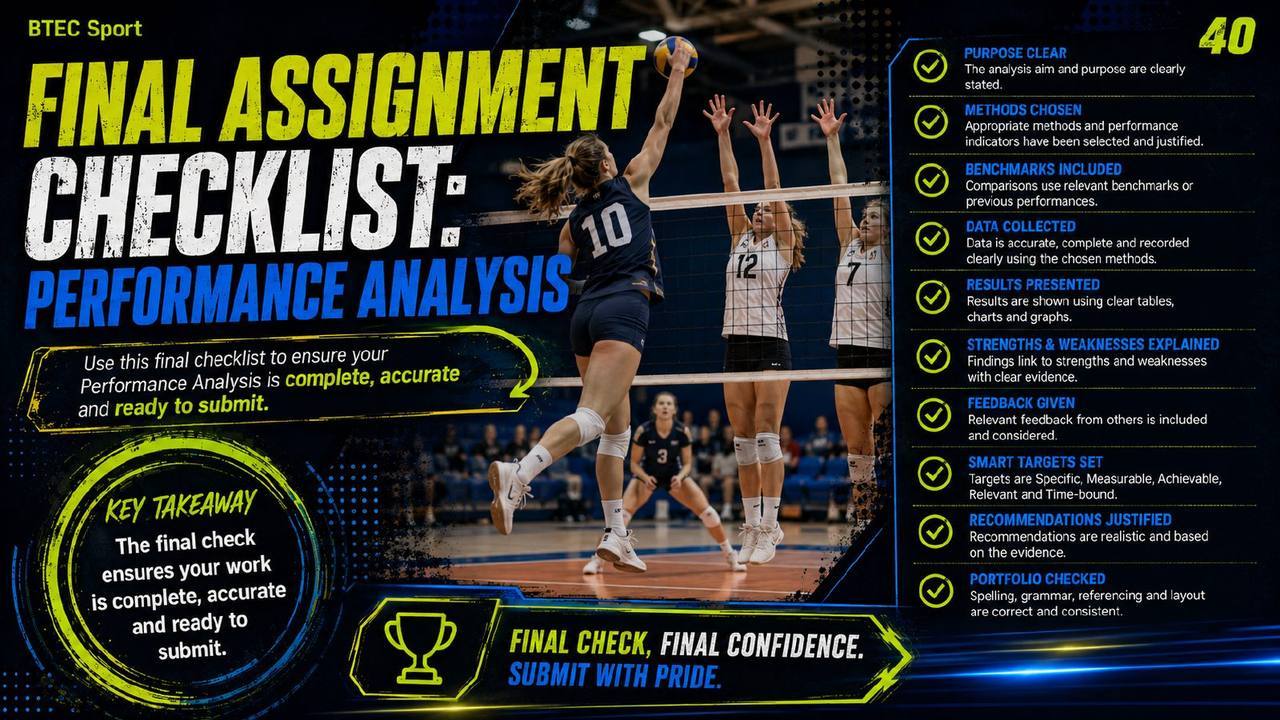 BTEC Sport
FINAL ASSIGNMENT
CHECKLIST:
PERFORMANCE ANALYSIS
Use this final checklist to ensure your
Performance Analysis is complete, accurate
and ready to submit.
KEY TAKEAWAY
The final check
ensures your work
is complete, accurate
and ready to
submit.
10
12
7
3
FINAL CHECK, FINAL CONFIDENCE.
SUBMIT WITH PRIDE.
40
PURPOSE CLEAR
The analysis aim and purpose are clearly
stated.
METHODS CHOSEN
Appropriate methods and performance
indicators have been selected and justified.
BENCHMARKS INCLUDED
Comparisons use relevant benchmarks or
previous performances.
DATA COLLECTED
Data is accurate, complete and recorded
clearly using the chosen methods.
RESULTS PRESENTED
Results are shown using clear tables,
charts and graphs.
STRENGTHS & WEAKNESSES EXPLAINED
Findings link to strengths and weaknesses
with clear evidence.
FEEDBACK GIVEN
Relevant feedback from others is included
and considered.
SMART TARGETS SET
Targets are Specific, Measurable, Achievable,
Relevant and Time-bound.
RECOMMENDATIONS JUSTIFIED
Recommendations are realistic and based
on the evidence.
PORTFOLIO CHECKED
Spelling, grammar, referencing and layout
are correct and consistent.